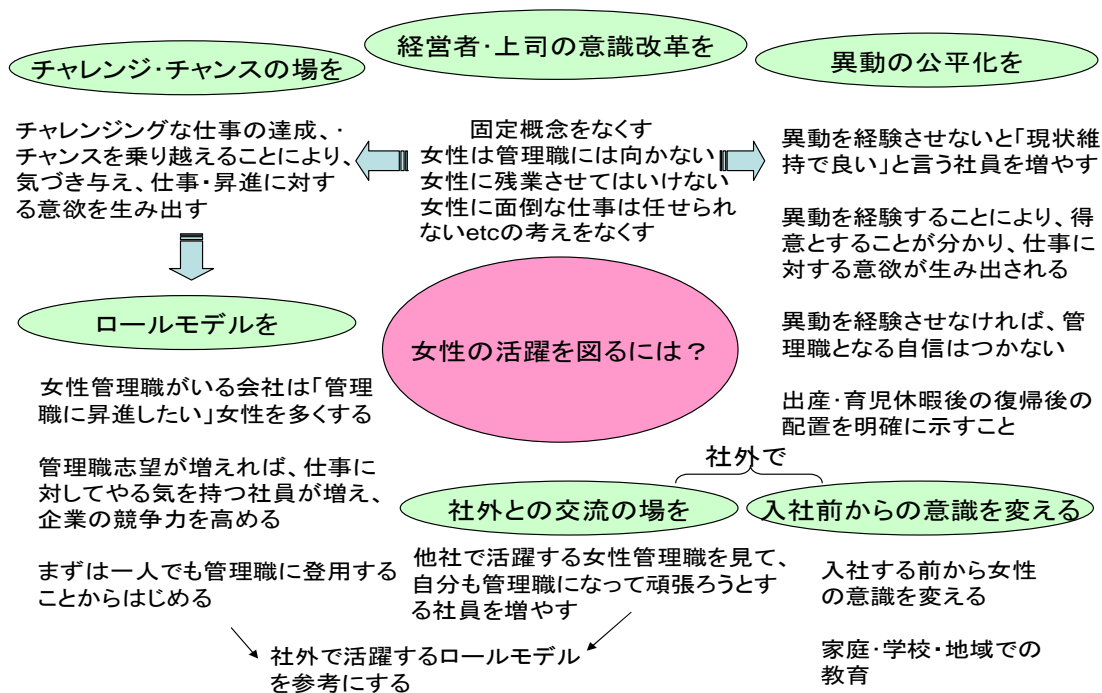 経営者・上司の意識改革を
チャレンジ・チャンスの場を
異動の公平化を
チャレンジングな仕事の達成、・
チャンスを乗り越えることにより、
気づき与え、仕事・昇進に対す
る意欲を生み出す
固定概念をなくす
女性は管理職には向かない
女性に残業させてはいけない
女性に面倒な仕事は任せられ
ないetcの考えをなくす
異動を経験させないと「現状維
持で良い」と言う社員を増やす
異動を経験することにより、得
意とすることが分かり、仕事に
対する意欲が生み出される
異動を経験させなければ、管
理職となる自信はつかない
出産・育児休暇後の復帰後の
配置を明確に示すこと
ロールモデルを
女性の活躍を図るには？
女性管理職がいる会社は「管理
職に昇進したい」女性を多くする
管理職志望が増えれば、仕事に
対してやる気を持つ社員が増え、
企業の競争力を高める
まずは一人でも管理職に登用する
ことからはじめる
社外で
社外との交流の場を
入社前からの意識を変える
他社で活躍する女性管理職を見て、
自分も管理職になって頑張ろうとす
る社員を増やす
入社する前から女性
の意識を変える
家庭・学校・地域での
教育
社外で活躍するロールモデル
を参考にする